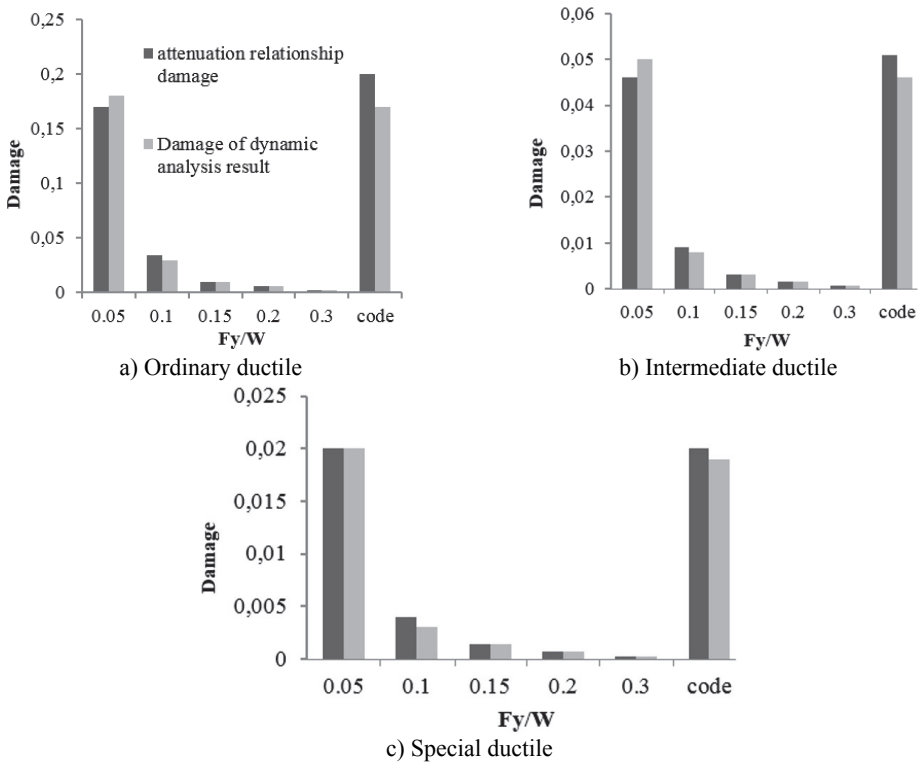 0,25
0,2
0,15
0,1
0,05
0
Damage
attenuation relationship
damage
Damage of dynamic
analysis result
0.05 0.1 0.15 0.2 0.3 code
Fy/W
a) Ordinary ductile
0,06
0,05
0,04
0,03
0,02
0,01
0
Damage
0.05 0.1 0.15 0.2 0.3 code
Fy/W
b) Intermediate ductile
0,025
0,02
0,015
0,01
0,005
0
Damage
0.05 0.1 0.15 0.2 0.3 code
Fy/W
c) Special ductile